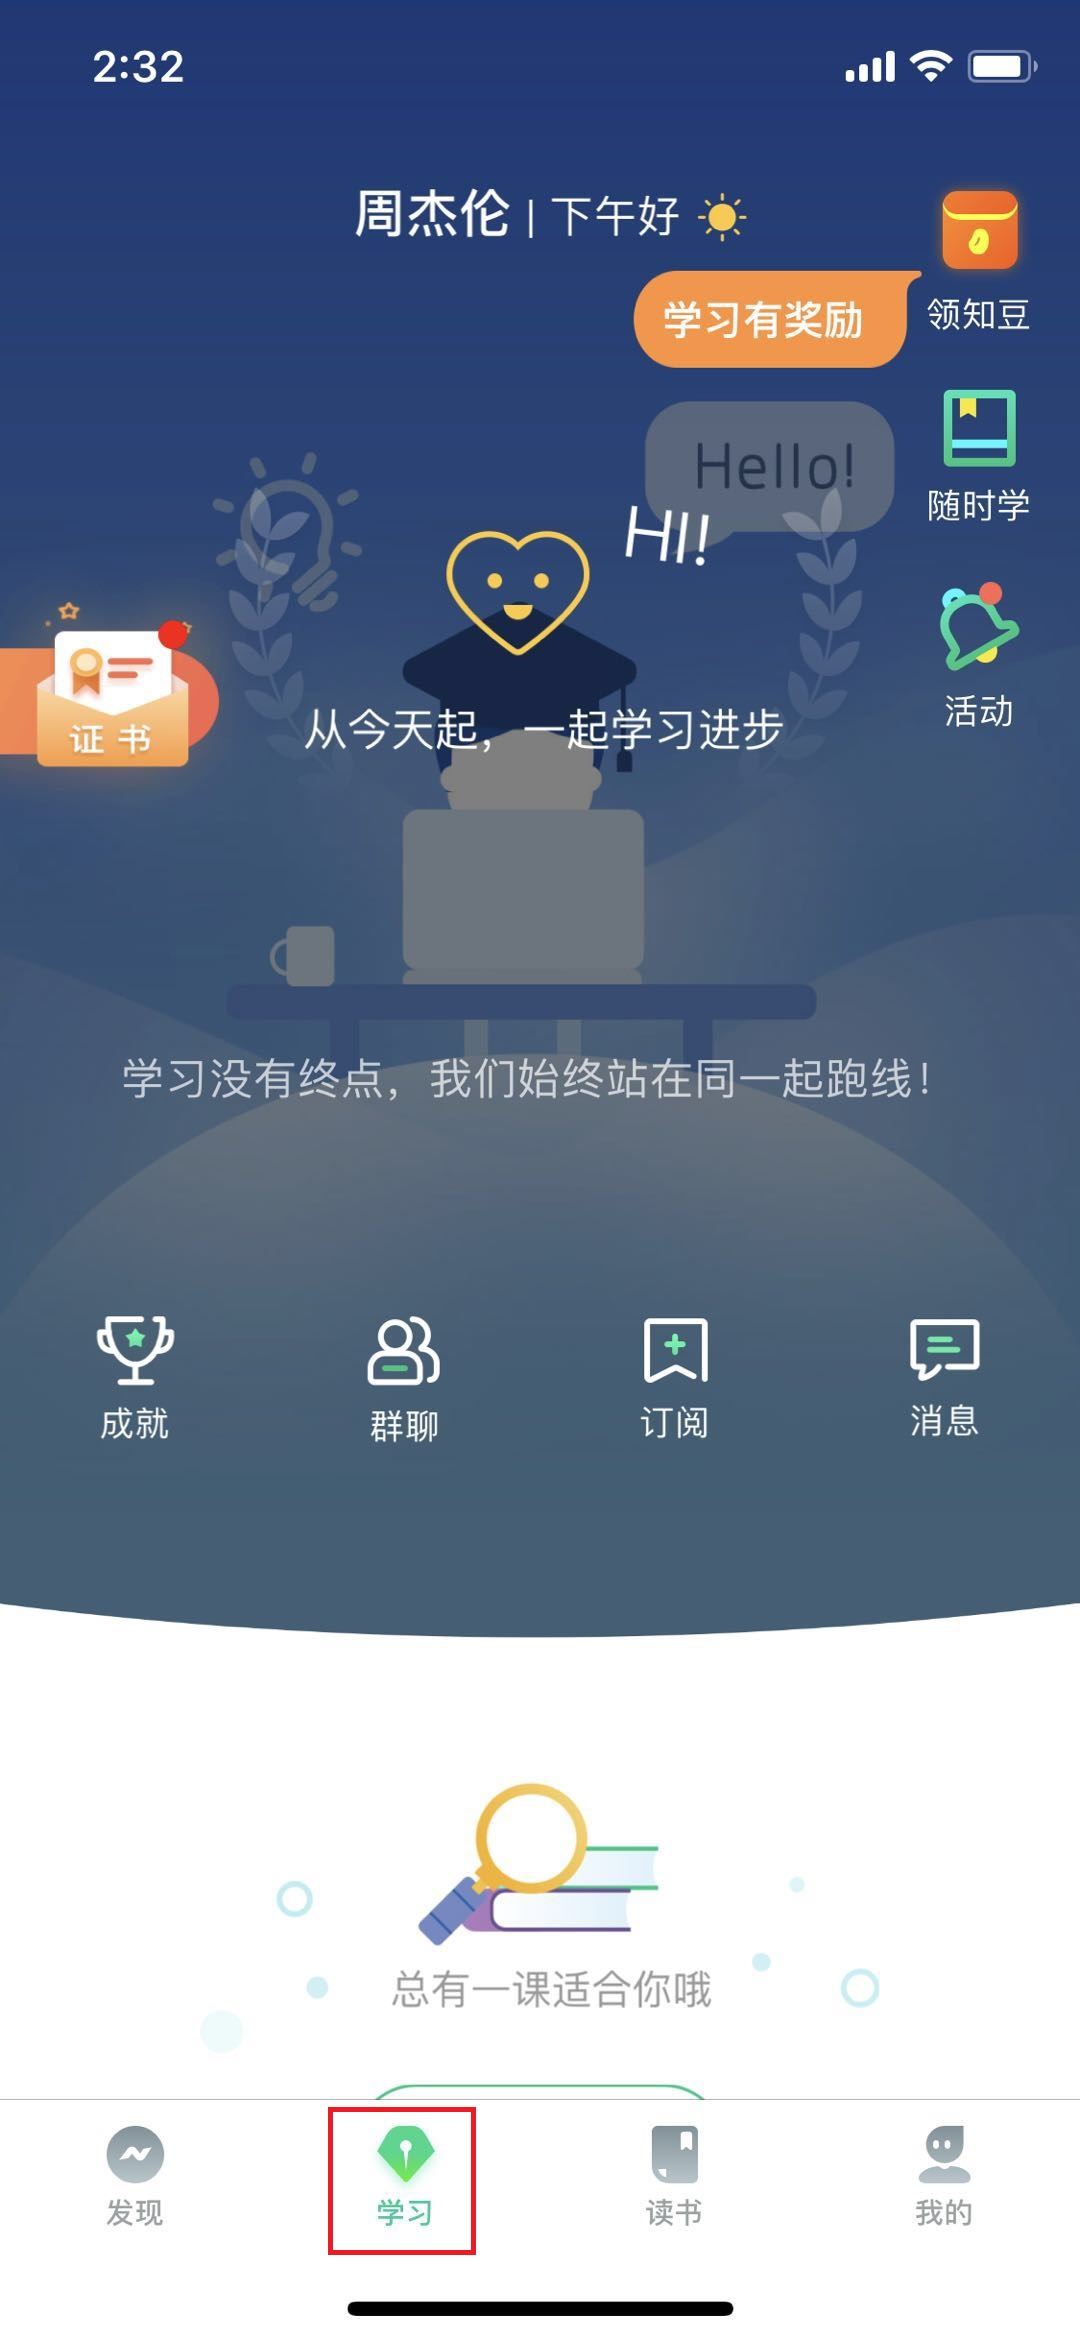 2:32
周杰伦 | 下午好
学习有奖励
领知豆
Hello!
HI!
随时学
活动
证书
从今天起，一起学习进步
学习没有终点，我们始终站在同一起跑线！
成就
群聊
订阅
消息
总有一课适合你哦
发现
学习
读书
我的